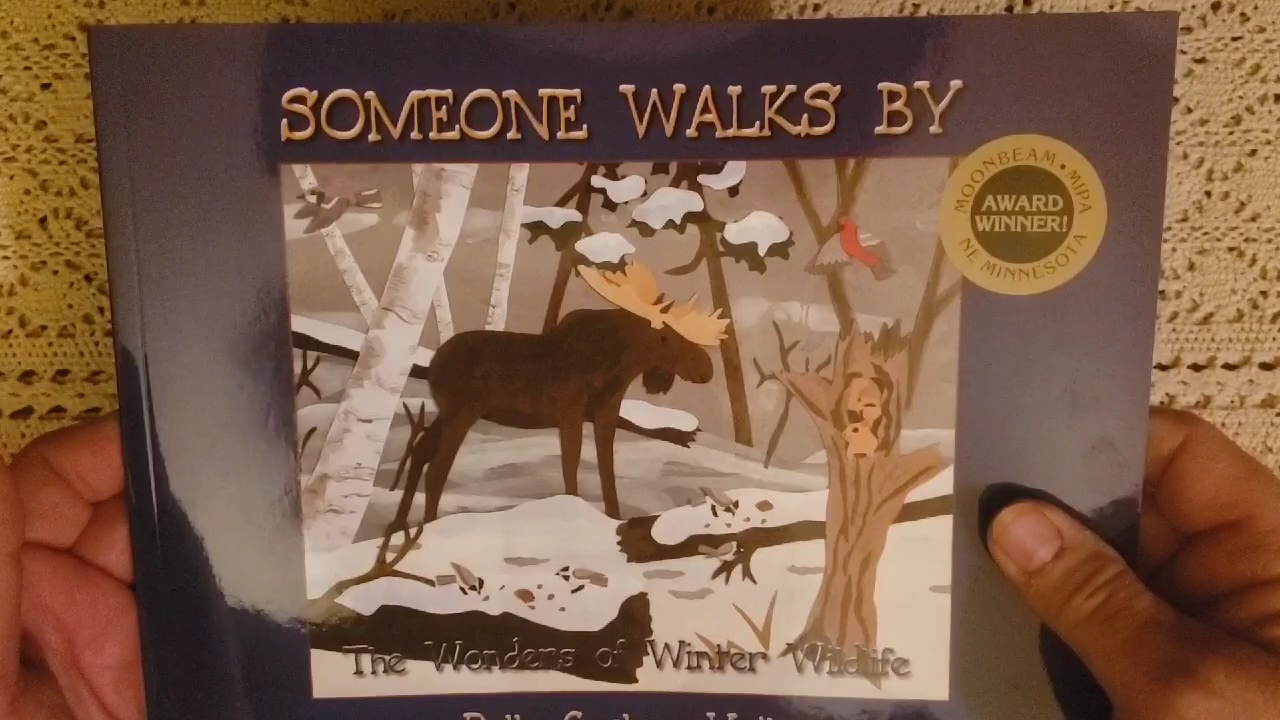 SOMEONE WALKS BY
MOONBEAM • MIPA
AWARD
WINNER!
NE MINNESOTA
The Wonders of Winter Wildlife